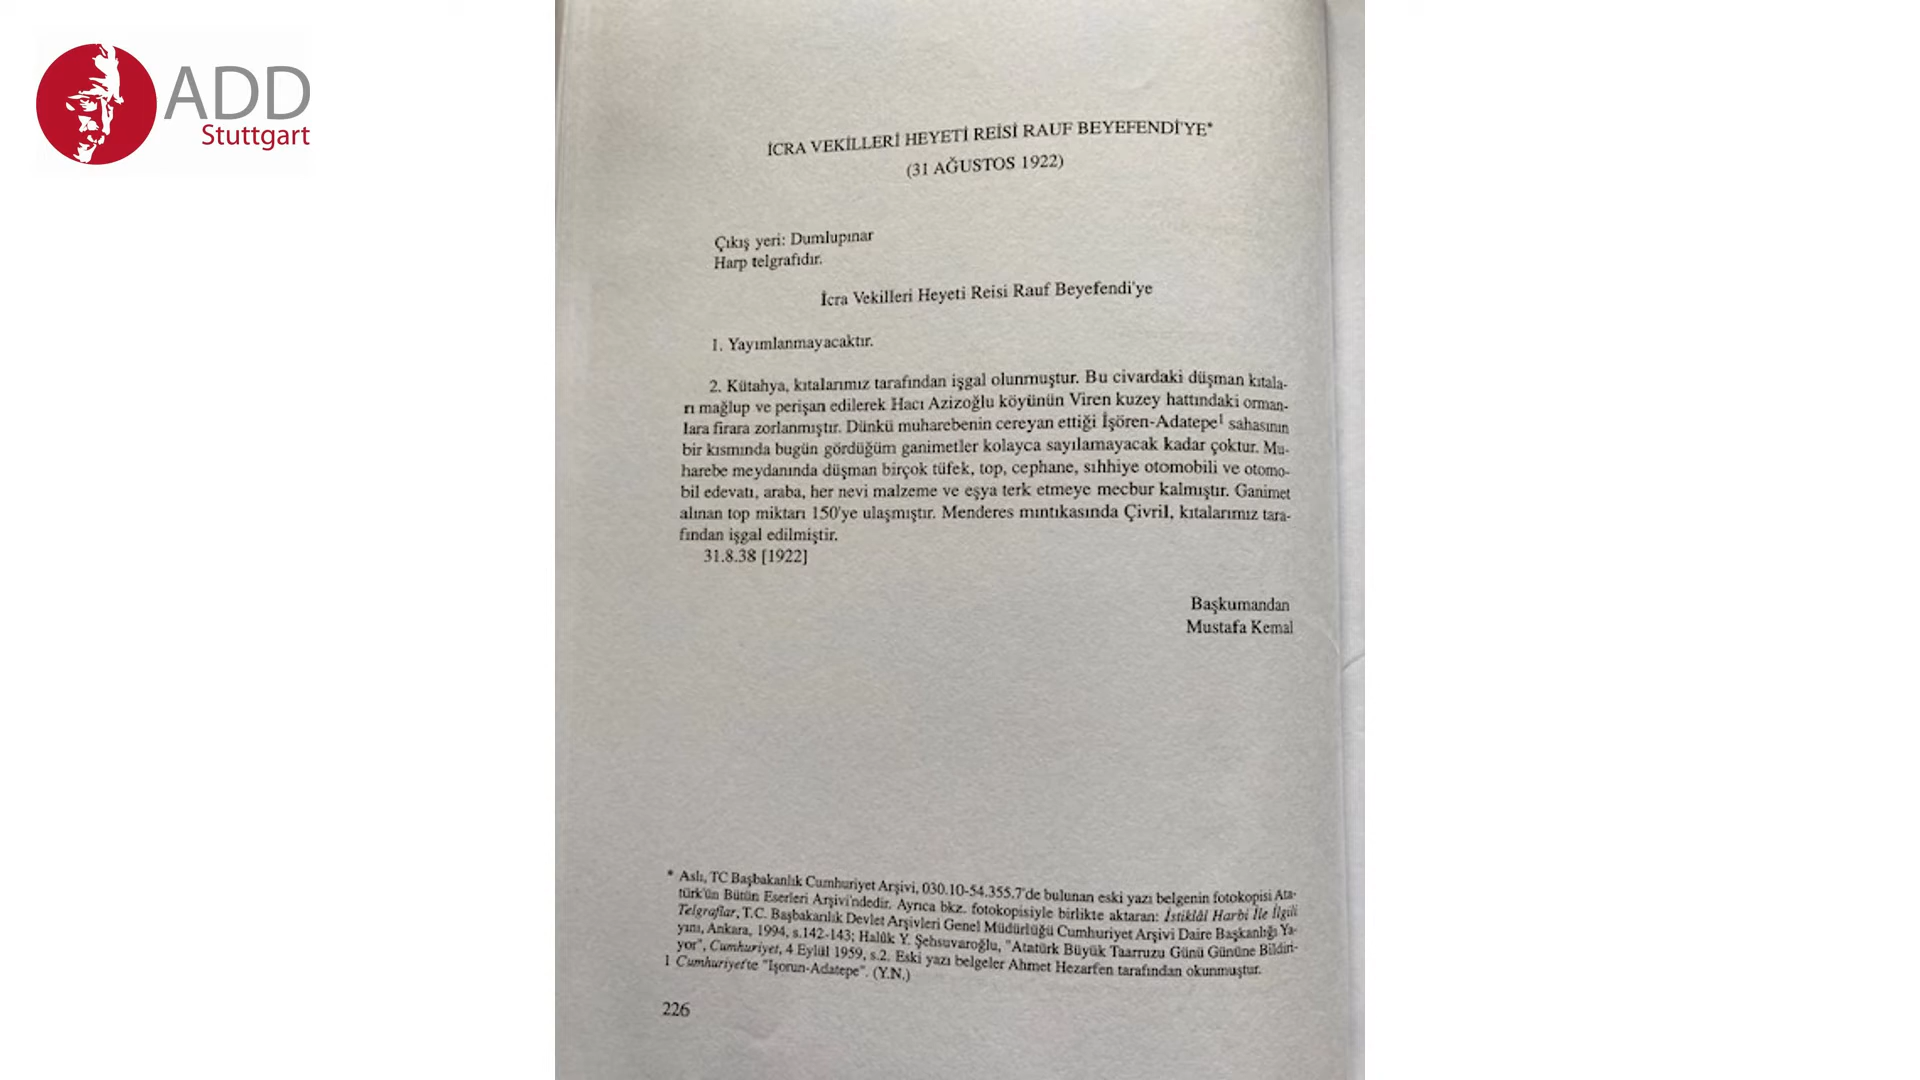 ADD
Stuttgart
İCRA VEKİLLERİ HEYETİ REİSİ RAUF BEYEFENDİ'YE*
(31 AĞUSTOS 1922)
Çıkış yeri: Dumlupınar
Harp telgrafıdır.
İcra Vekilleri Heyeti Reisi Rauf Beyefendi'ye
1. Yayımlanmayacaktır.
2. Kütahya, kıtalarımız tarafından işgal olunmuştur. Bu civardaki düşman kıtala-
rı mağlup ve perişan edilerek Hacı Azizoğlu köyünün Viren kuzey hattındaki orman-
lara firara zorlanmıştır. Dünkü muharebenin cereyan ettiği İşören-Adatepe1 sahasının
bir kısmında bugün gördüğüm ganimetler kolayca sayılamayacak kadar çoktur. Mu-
harebe meydanında düşman birçok tüfek, top, cephane, sıhhiye otomobili ve otomo-
bil edevatı, araba, her nevi malzeme ve eşya terk etmeye mecbur kalmıştır. Ganimet
alınan top miktarı 150'ye ulaşmıştır. Menderes mıntıkasında Çivril, kıtalarımız tara-
fından işgal edilmiştir.
31.8.38 [1922]
Başkumandan
Mustafa Kemal
* Aslı, TC Başbakanlık Cumhuriyet Arşivi, 030.10-54.355.7'de bulunan eski yazı belgenin fotokopisi Ata-
türk'ün Bütün Eserleri Arşivi'ndedir. Ayrıca bkz. fotokopisiyle birlikte aktaran: İstiklâl Harbi İle İlgili
Telgraflar, T.C. Başbakanlık Devlet Arşivleri Genel Müdürlüğü Cumhuriyet Arşivi Daire Başkanlığı Ya-
yını, Ankara, 1994, s.142-143; Halûk Y. Şehsuvaroğlu, "Atatürk Büyük Taarruzu Günü Gününe Bildiri-
yor", Cumhuriyet, 4 Eylül 1959, s.2. Eski yazı belgeler Ahmet Hezarfen tarafından okunmuştur.
1 Cumhuriyet'te "Işorun-Adatepe". (Y.N.)
226